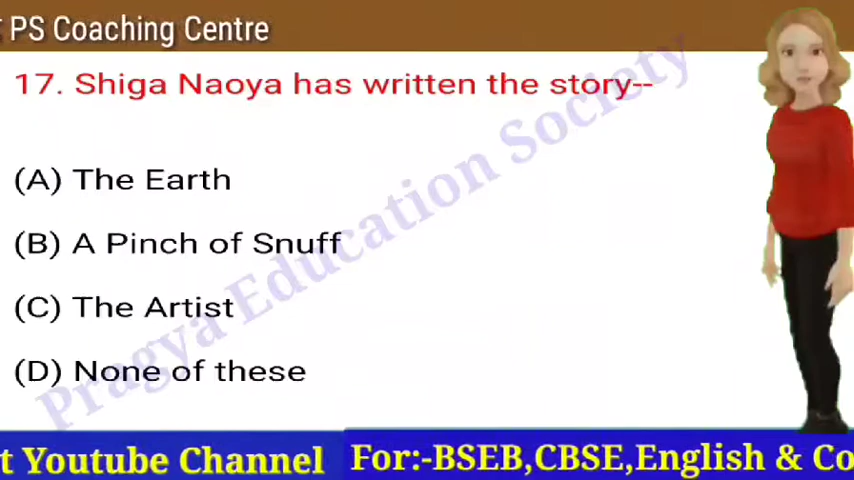 : PS Coaching Centre
17. Shiga Naoya has written the story--
(A) The Earth
(B) A Pinch of Snuff
(C) The Artist
(D) None of these
Pragya Education Society
t Youtube Channel For:-BSEB,CBSE,English & Co